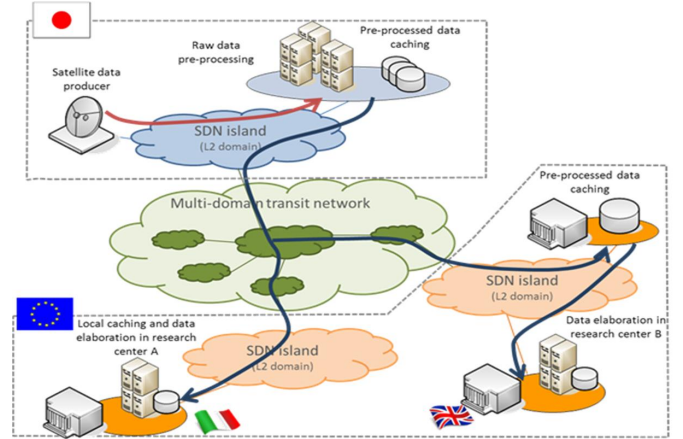 Raw data
pre-processing
Pre-processed data
caching
Satellite data
producer
SDN island
(L2 domain)
Multi-domain transit network
Pre-processed data
caching
SDN island
(L2 domain)
Local caching and data
elaboration in research
center A
SDN island
(L2 domain)
Data elaboration in
research center B